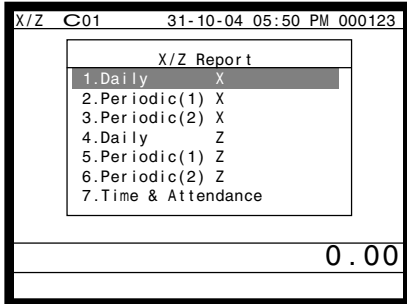 X/Z C01 31-10-04 05:50 PM 000123
X/Z Report
1.Daily X
2.Periodic(1) X
3.Periodic(2) X
4.Daily Z
5.Periodic(1) Z
6.Periodic(2) Z
7.Time & Attendance
0.00